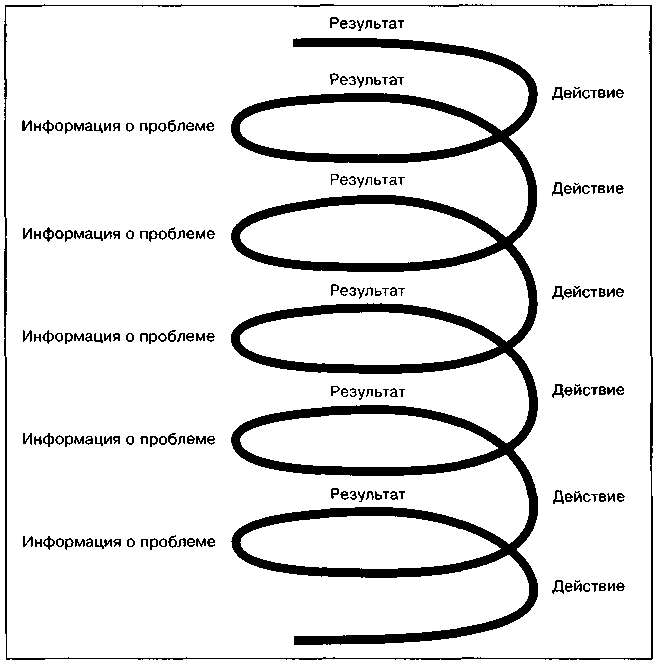 Результат
Результат
Действие
Информация о проблеме
Результат
Действие
Информация о проблеме
Результат
Действие
Информация о проблеме
Результат
Действие
Информация о проблеме
Результат
Действие
Информация о проблеме
Действие